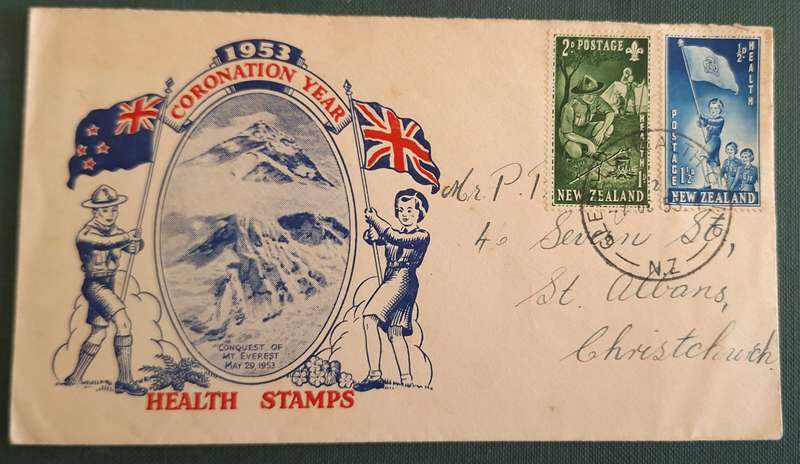 1953
CORONATION YEAR
CONQUEST OF
MT. EVEREST
MAY 29, 1953
HEALTH STAMPS
2D POSTAGE
HEALTH 1D
NEW ZEALAND
½D HEALTH
POSTAGE 1½D
NEW ZEALAND
N.Z
Mr. P.
40 Severn St,
St. Albans,
Christchurch